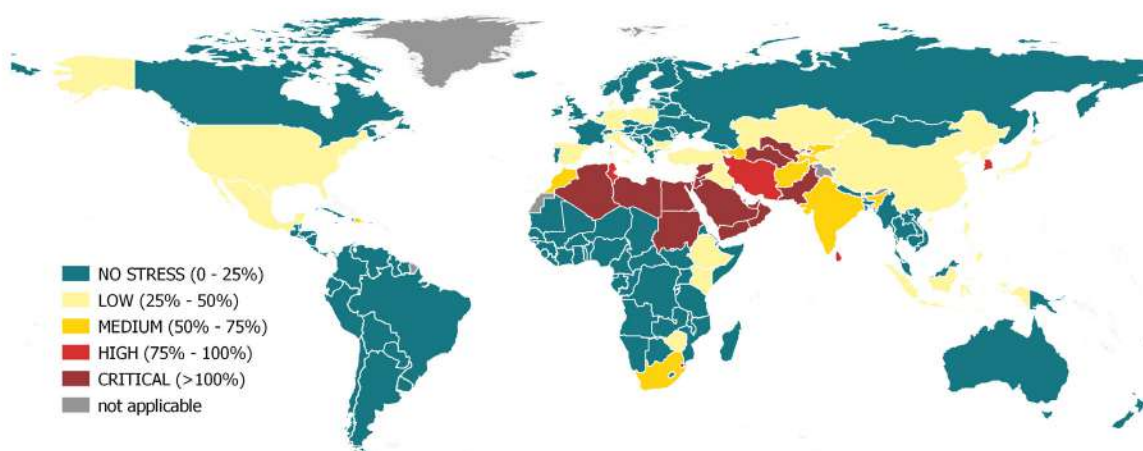 NO STRESS (0 - 25%)
LOW (25% - 50%)
MEDIUM (50% - 75%)
HIGH (75% - 100%)
CRITICAL (>100%)
not applicable